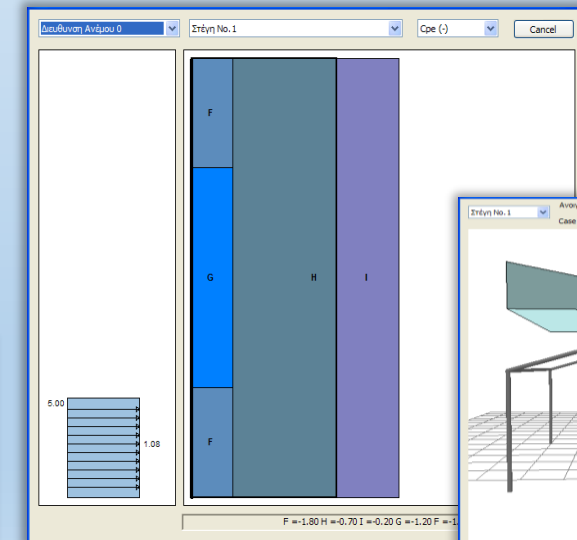 Διευθυνση Ανέμου 0
Στέγη No.1
Cpe (-)
Cancel
F
G
H
I
F
5.00
1.08
F =-1.80 H =-0.70 I =-0.20 G =-1.20 F =-1.
Στέγη No.1
Case